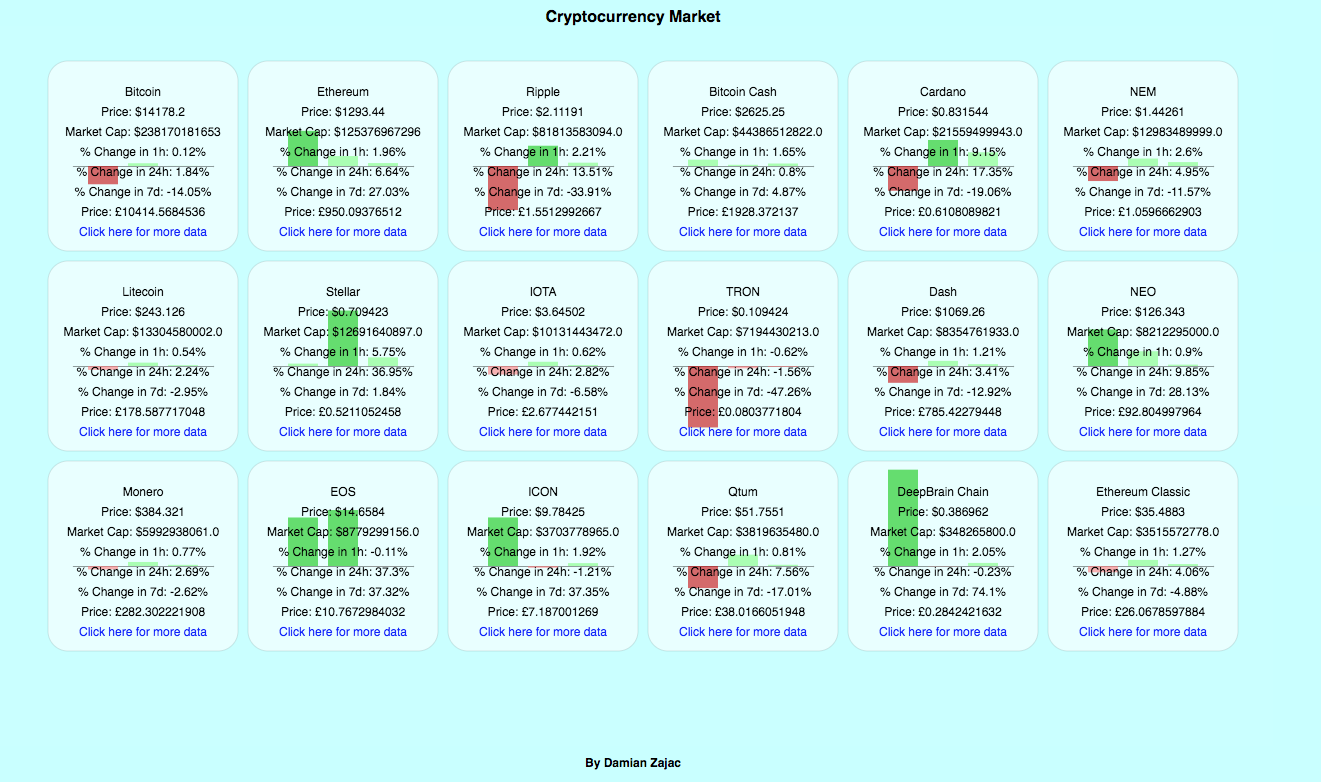 Cryptocurrency Market
Bitcoin
Price: $14178.2
Market Cap: $238170181653
% Change in 1h: 0.12%
% Change in 24h: 1.84%
% Change in 7d: -14.05%
Price: £10414.5684536
Click here for more data
Ethereum
Price: $1293.44
Market Cap: $125376967296
% Change in 1h: 1.96%
% Change in 24h: 6.64%
% Change in 7d: 27.03%
Price: £950.09376512
Click here for more data
Ripple
Price: $2.11191
Market Cap: $81813583094.0
% Change in 1h: 2.21%
% Change in 24h: 13.51%
% Change in 7d: -33.91%
Price: £1.5512992667
Click here for more data
Bitcoin Cash
Price: $2625.25
Market Cap: $44386512822.0
% Change in 1h: 1.65%
% Change in 24h: 0.8%
% Change in 7d: 4.87%
Price: £1928.372137
Click here for more data
Cardano
Price: $0.831544
Market Cap: $21559499943.0
% Change in 1h: 9.15%
% Change in 24h: 17.35%
% Change in 7d: -19.06%
Price: £0.6108089821
Click here for more data
NEM
Price: $1.44261
Market Cap: $12983489999.0
% Change in 1h: 2.6%
% Change in 24h: 4.95%
% Change in 7d: -11.57%
Price: £1.0596662903
Click here for more data
Litecoin
Price: $243.126
Market Cap: $13304580002.0
% Change in 1h: 0.54%
% Change in 24h: 2.24%
% Change in 7d: -2.95%
Price: £178.587717048
Click here for more data
Stellar
Price: $0.709423
Market Cap: $12691640897.0
% Change in 1h: 5.75%
% Change in 24h: 36.95%
% Change in 7d: 1.84%
Price: £0.5211052458
Click here for more data
IOTA
Price: $3.64502
Market Cap: $10131443472.0
% Change in 1h: 0.62%
% Change in 24h: 2.82%
% Change in 7d: -6.58%
Price: £2.677442151
Click here for more data
TRON
Price: $0.109424
Market Cap: $7194430213.0
% Change in 1h: -0.62%
% Change in 24h: -1.56%
% Change in 7d: -47.26%
Price: £0.0803771804
Click here for more data
Dash
Price: $1069.26
Market Cap: $8354761933.0
% Change in 1h: 1.21%
% Change in 24h: 3.41%
% Change in 7d: -12.92%
Price: £785.42279448
Click here for more data
NEO
Price: $126.343
Market Cap: $8212295000.0
% Change in 1h: 0.9%
% Change in 24h: 9.85%
% Change in 7d: 28.13%
Price: £92.804997964
Click here for more data
Monero
Price: $384.321
Market Cap: $5992938061.0
% Change in 1h: 0.77%
% Change in 24h: 2.69%
% Change in 7d: -2.62%
Price: £282.302221908
Click here for more data
EOS
Price: $14.6584
Market Cap: $8779299156.0
% Change in 1h: -0.11%
% Change in 24h: 37.3%
% Change in 7d: 37.32%
Price: £10.7672984032
Click here for more data
ICON
Price: $9.78425
Market Cap: $3703778965.0
% Change in 1h: 1.92%
% Change in 24h: -1.21%
% Change in 7d: 37.35%
Price: £7.187001269
Click here for more data
Qtum
Price: $51.7551
Market Cap: $3819635480.0
% Change in 1h: 0.81%
% Change in 24h: 7.56%
% Change in 7d: -17.01%
Price: £38.0166051948
Click here for more data
DeepBrain Chain
Price: $0.386962
Market Cap: $348265800.0
% Change in 1h: 2.05%
% Change in 24h: -0.23%
% Change in 7d: 74.1%
Price: £0.2842421632
Click here for more data
Ethereum Classic
Price: $35.4883
Market Cap: $3515572778.0
% Change in 1h: 1.27%
% Change in 24h: 4.06%
% Change in 7d: -4.88%
Price: £26.0678597884
Click here for more data
By Damian Zajac